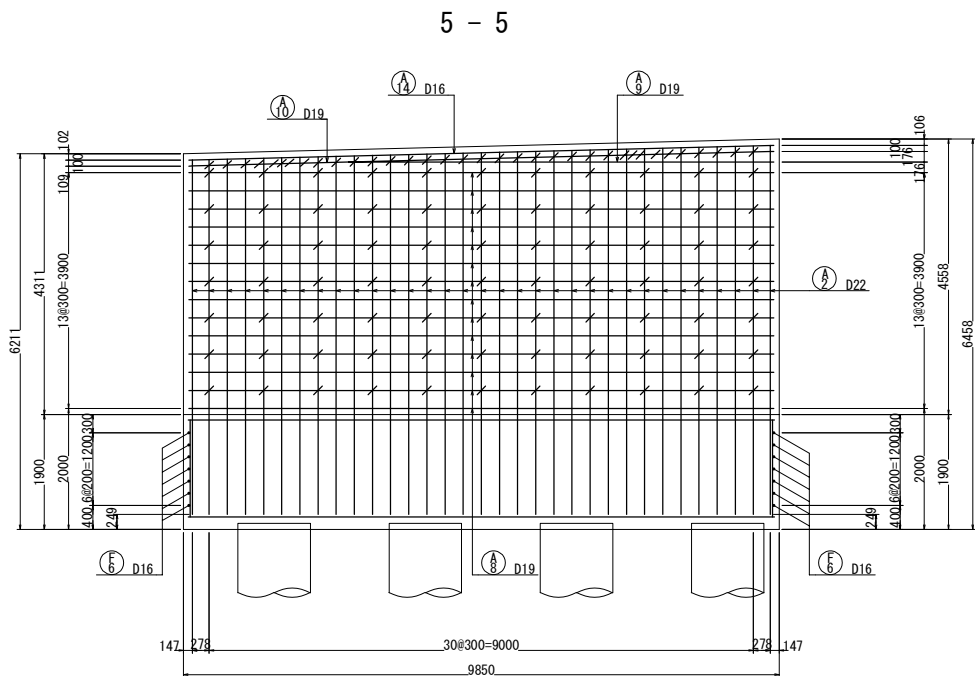 5 - 5
A
14 D16
A
9 D19
A
10 D19
102
100
109
13@300=3900
4311
6211
1900
2000
300
6@200=1200
400
249
106
100
176
176
13@300=3900
4558
6458
A
2 D22
300
6@200=1200
400
249
2000
1900
F
6 D16
A
8 D19
F
6 D16
147
278
30@300=9000
278
147
9850